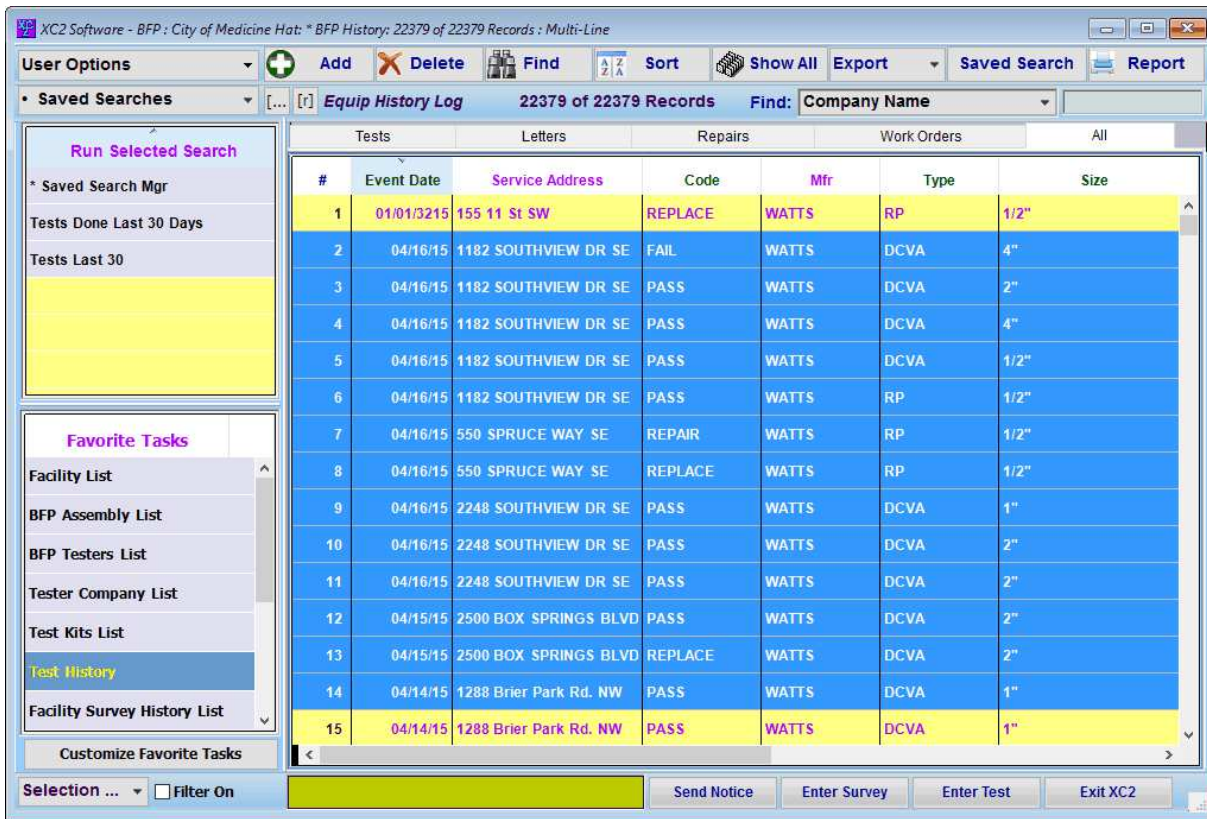 XC2 Software - BFP : City of Medicine Hat: * BFP History: 22379 of 22379 Records : Multi-Line
User Options Add Delete Find Sort Show All Export Saved Search Report
• Saved Searches [... [r] Equip History Log 22379 of 22379 Records Find: Company Name
Tests Letters Repairs Work Orders All
Run Selected Search
* Saved Search Mgr
Tests Done Last 30 Days
Tests Last 30
Favorite Tasks
Facility List
BFP Assembly List
BFP Testers List
Tester Company List
Test Kits List
Test History
Facility Survey History List
Customize Favorite Tasks
# Event Date Service Address Code Mfr Type Size
1 01/01/3215 155 11 St SW REPLACE WATTS RP 1/2"
2 04/16/15 1182 SOUTHVIEW DR SE FAIL WATTS DCVA 4"
3 04/16/15 1182 SOUTHVIEW DR SE PASS WATTS DCVA 2"
4 04/16/15 1182 SOUTHVIEW DR SE PASS WATTS DCVA 4"
5 04/16/15 1182 SOUTHVIEW DR SE PASS WATTS DCVA 1/2"
6 04/16/15 1182 SOUTHVIEW DR SE PASS WATTS RP 1/2"
7 04/16/15 550 SPRUCE WAY SE REPAIR WATTS RP 1/2"
8 04/16/15 550 SPRUCE WAY SE REPLACE WATTS RP 1/2"
9 04/16/15 2248 SOUTHVIEW DR SE PASS WATTS DCVA 1"
10 04/16/15 2248 SOUTHVIEW DR SE PASS WATTS DCVA 2"
11 04/16/15 2248 SOUTHVIEW DR SE PASS WATTS DCVA 2"
12 04/15/15 2500 BOX SPRINGS BLVD PASS WATTS DCVA 2"
13 04/15/15 2500 BOX SPRINGS BLVD REPLACE WATTS DCVA 2"
14 04/14/15 1288 Brier Park Rd. NW PASS WATTS DCVA 1"
15 04/14/15 1288 Brier Park Rd. NW PASS WATTS DCVA 1"
Selection ... Filter On Send Notice Enter Survey Enter Test Exit XC2